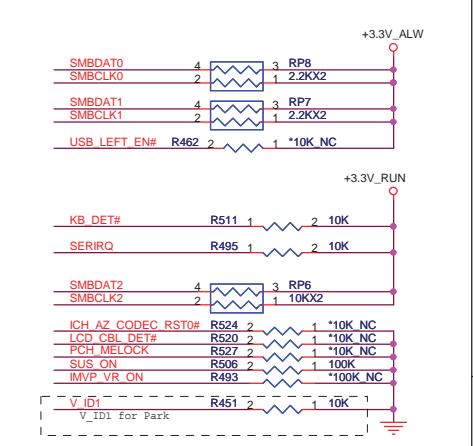 +3.3V_ALW
SMBDAT0 4 3 RP8
SMBCLK0 2 1 2.2KX2
SMBDAT1 4 3 RP7
SMBCLK1 2 1 2.2KX2
USB_LEFT_EN# R462 2 1 *10K_NC
+3.3V_RUN
KB_DET# R511 1 2 10K
SERIRQ R495 1 2 10K
SMBDAT2 4 3 RP6
SMBCLK2 2 1 10KX2
ICH_AZ_CODEC_RST0# R524 2 1 *10K_NC
LCD_CBL_DET# R520 2 1 *10K_NC
PCH_MELOCK R527 2 1 *10K_NC
SUS_ON R506 2 1 100K
IMVP_VR_ON R493 2 1 *100K_NC
V_ID1 R451 2 1 10K
V_ID1 for Park